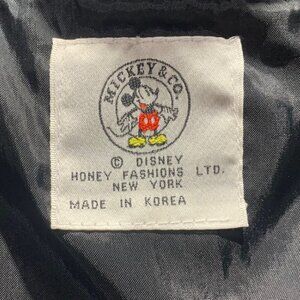 MICKEY & CO.
© DISNEY
HONEY FASHIONS LTD.
NEW YORK
MADE IN KOREA